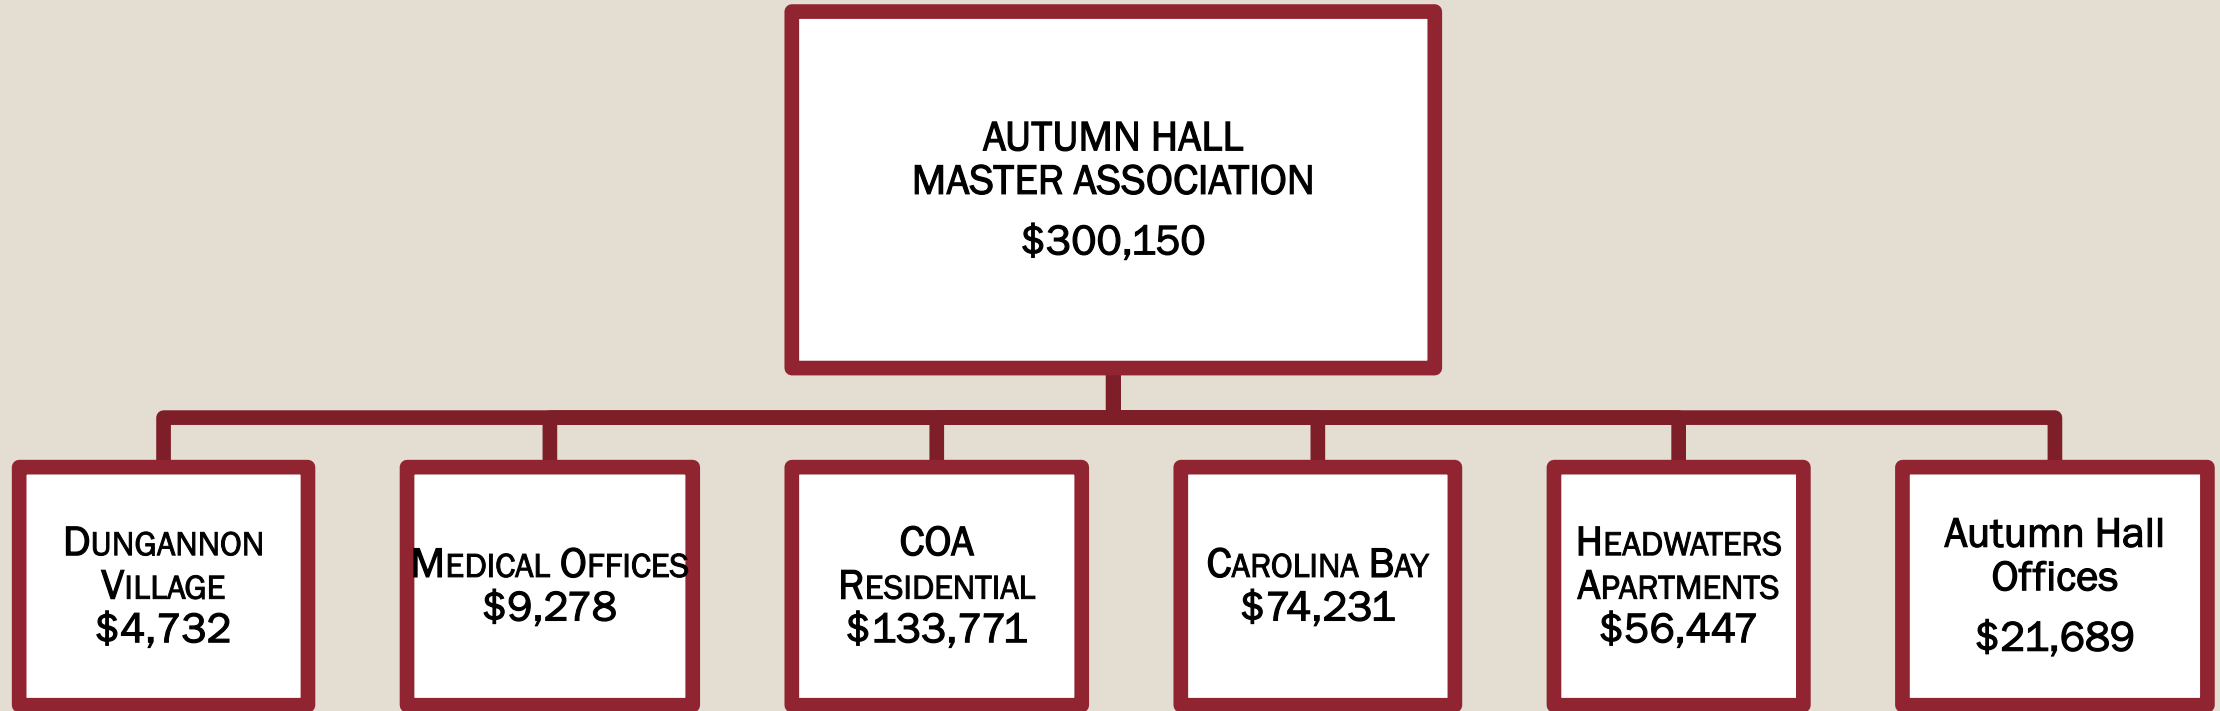 AUTUMN HALL
MASTER ASSOCIATION
$300,150
DUNGANNON
VILLAGE
$4,732
MEDICAL OFFICES
$9,278
COA
RESIDENTIAL
$133,771
CAROLINA BAY
$74,231
HEADWATERS
APARTMENTS
$56,447
Autumn Hall
Offices
$21,689